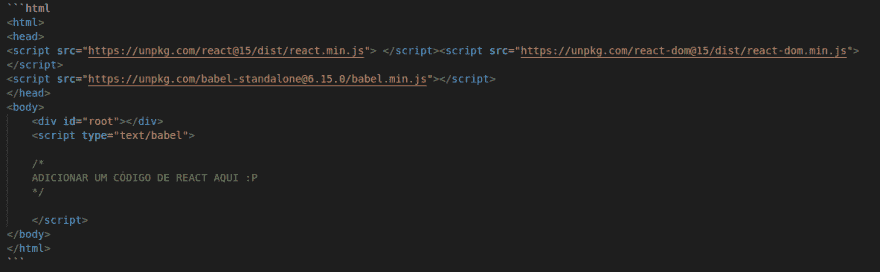 ```html
<html>
<head>
<script src="https://unpkg.com/react@15/dist/react.min.js"> </script><script src="https://unpkg.com/react-dom@15/dist/react-dom.min.js">
</script>
<script src="https://unpkg.com/babel-standalone@6.15.0/babel.min.js"></script>
</head>
<body>
    <div id="root"></div>
    <script type="text/babel">

    /*
    ADICIONAR UM CÓDIGO DE REACT AQUI :P
    */

    </script>
</body>
</html>
```